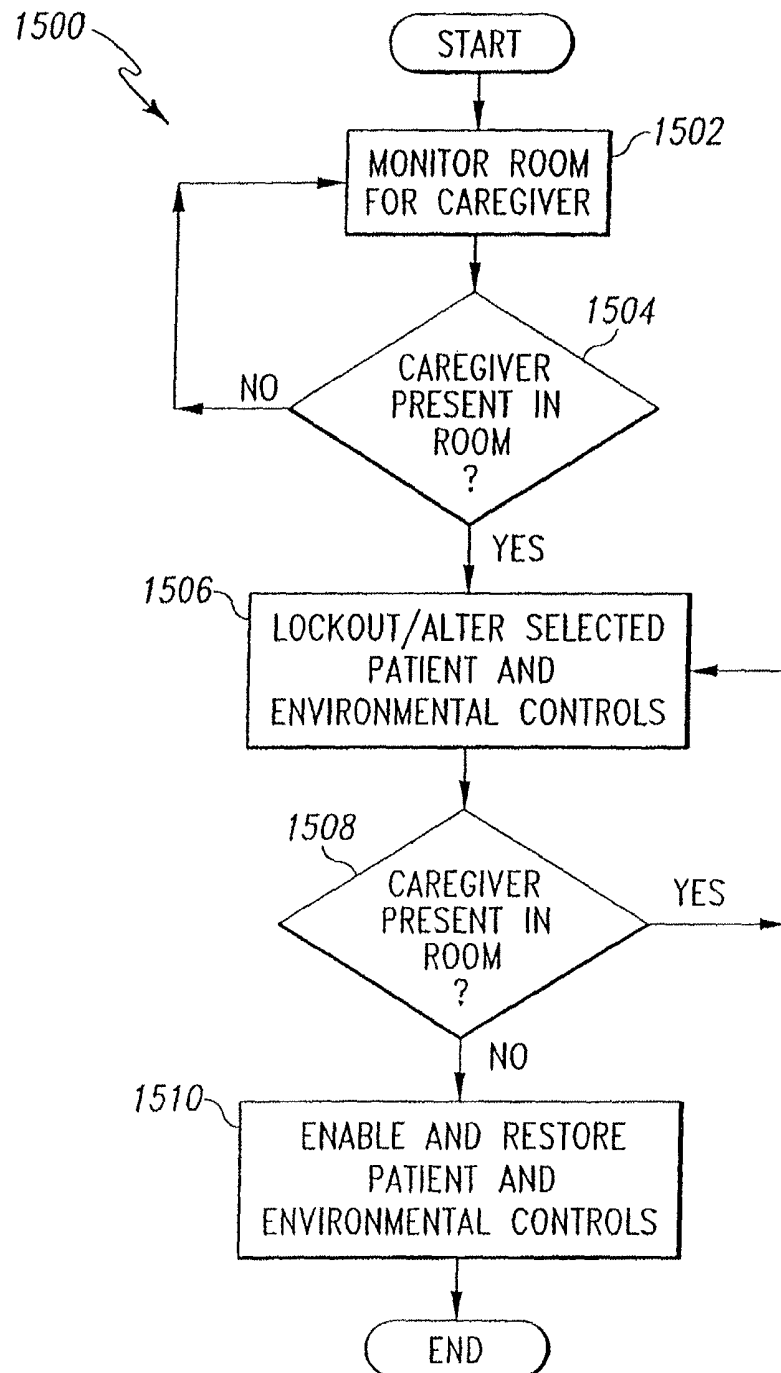 1500
START
1502
MONITOR ROOM
FOR CAREGIVER
1504
CAREGIVER
PRESENT IN
ROOM
?
NO
YES
1506
LOCKOUT/ALTER SELECTED
PATIENT AND
ENVIRONMENTAL CONTROLS
1508
CAREGIVER
PRESENT IN
ROOM
?
YES
NO
1510
ENABLE AND RESTORE
PATIENT AND
ENVIRONMENTAL CONTROLS
END